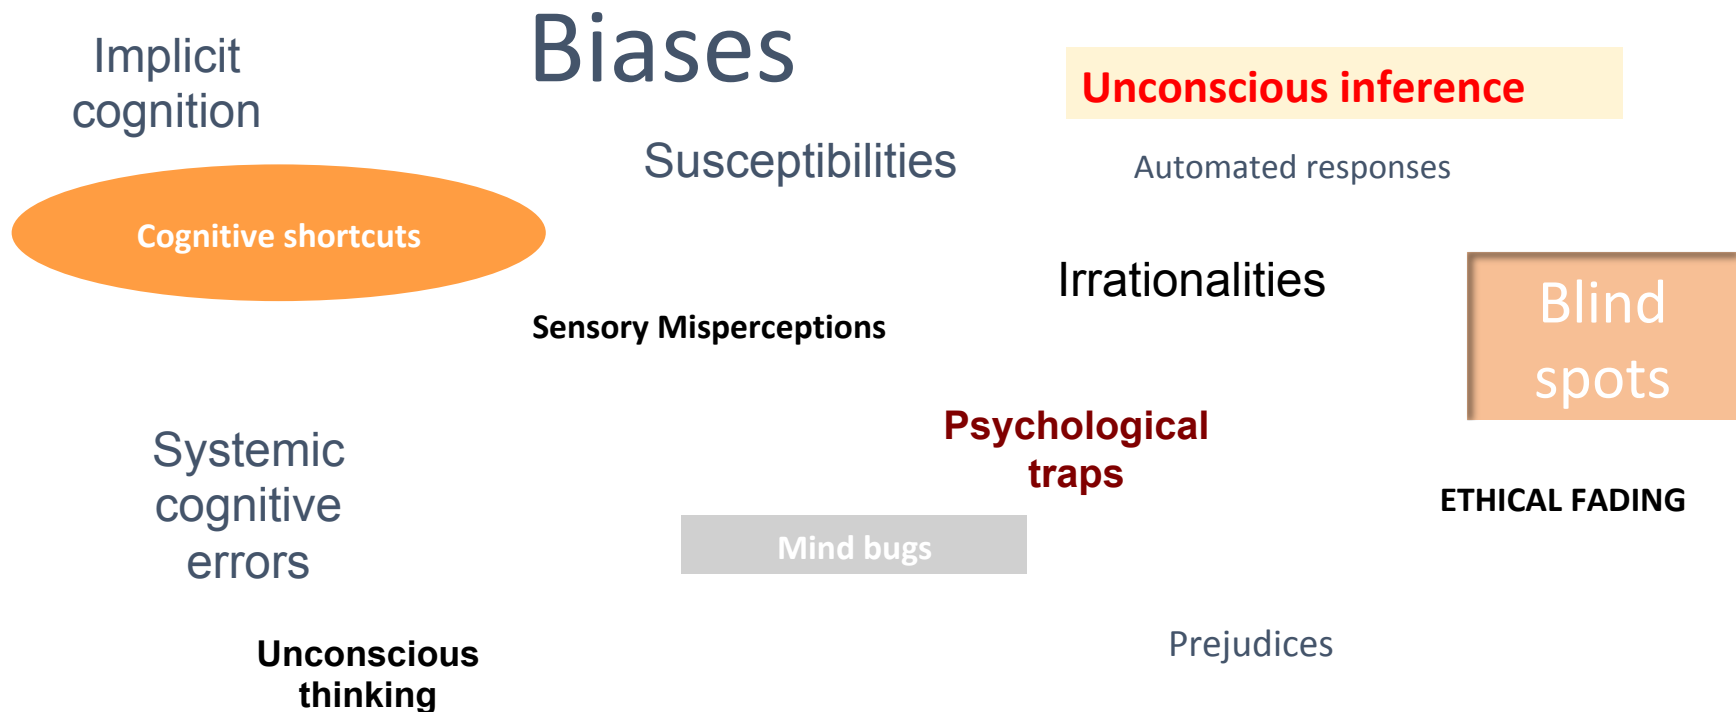 Biases
Implicit
cognition
Unconscious inference
Susceptibilities
Automated responses
Cognitive shortcuts
Irrationalities
Blind
spots
Sensory Misperceptions
Psychological
traps
Systemic
cognitive
errors
ETHICAL FADING
Mind bugs
Prejudices
Unconscious
thinking